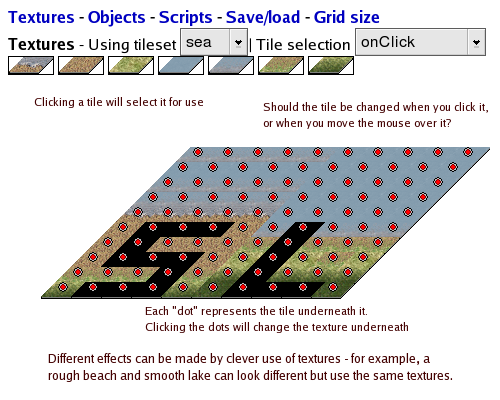 Textures - Objects - Scripts - Save/load - Grid size
Textures - Using tileset sea | Tile selection onClick
Clicking a tile will select it for use
Should the tile be changed when you click it,
or when you move the mouse over it?
SL
Each "dot" represents the tile underneath it.
Clicking the dots will change the texture underneath
Different effects can be made by clever use of textures - for example, a
rough beach and smooth lake can look different but use the same textures.